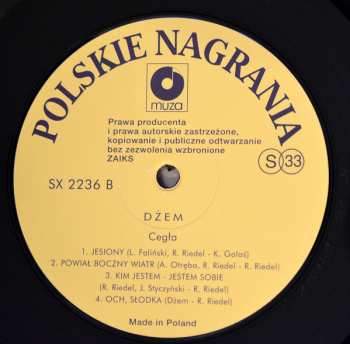 POLSKIE NAGRANIA
muza
Prawa producenta
i prawa autorskie zastrzeżone,
kopiowanie i publiczne odtwarzanie
bez zezwolenia wzbronione
ZAIKS
S 33
SX 2236 B
DŻEM
Cegła
1. JESIONY (L. Faliński, R. Riedel - K. Galaś)
2. POWIAŁ BOCZNY WIATR (A. Otręba, R. Riedel - R. Riedel)
3. KIM JESTEM - JESTEM SOBIE
(R. Riedel, J. Styczyński - R. Riedel)
4. OCH, SŁODKA (Dżem - R. Riedel)
Made in Poland